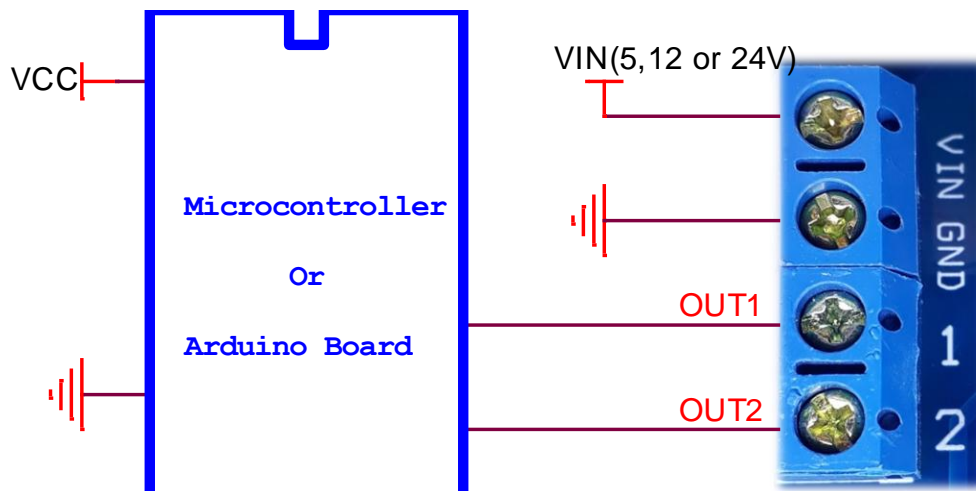 VCC
VIN(5,12 or 24V)
Microcontroller
Or
Arduino Board
OUT1
OUT2
VIN GND
1
2